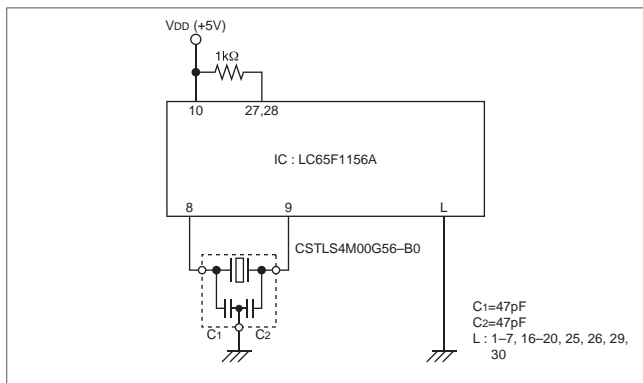 VDD (+5V)
1kΩ
10
27,28
IC : LC65F1156A
8
9
L
CSTLS4M00G56–B0
C1
C2
C1=47pF
C2=47pF
L : 1–7, 16–20, 25, 26, 29,
30